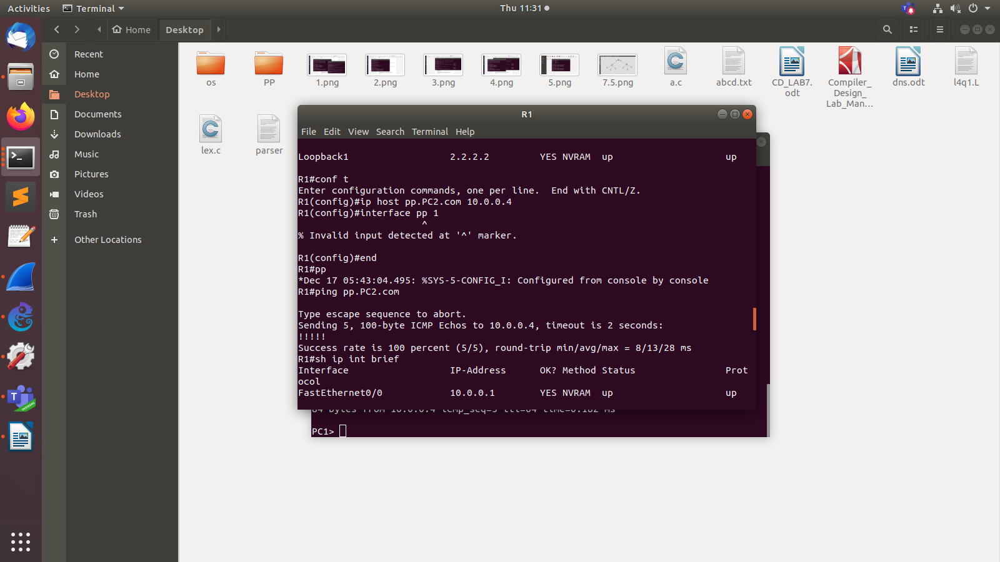 Activities
Terminal
Thu 11:31
Home
Desktop
Recent
Home
Desktop
Documents
Downloads
Music
Pictures
Videos
Trash
Other Locations
os
PP
1.png
2.png
3.png
4.png
5.png
7.5.png
a.c
abcd.txt
CD_LAB7.
odt
Compiler_
Design_
Lab_Man...
dns.odt
l4q1.L
lex.c
parser
R1
File Edit View Search Terminal Help
Loopback1 2.2.2.2 YES NVRAM up up
R1#conf t
Enter configuration commands, one per line. End with CNTL/Z.
R1(config)#ip host pp.PC2.com 10.0.0.4
R1(config)#interface pp 1
^
% Invalid input detected at '^' marker.
R1(config)#end
R1#pp
*Dec 17 05:43:04.495: %SYS-5-CONFIG_I: Configured from console by console
R1#ping pp.PC2.com
Type escape sequence to abort.
Sending 5, 100-byte ICMP Echos to 10.0.0.4, timeout is 2 seconds:
!!!!!
Success rate is 100 percent (5/5), round-trip min/avg/max = 8/13/28 ms
R1#sh ip int brief
Interface IP-Address OK? Method Status Prot
ocol
FastEthernet0/0 10.0.0.1 YES NVRAM up up
84 bytes from 10.0.0.4 icmp_seq=5 ttl=64 time=0.182 ms
PC1>